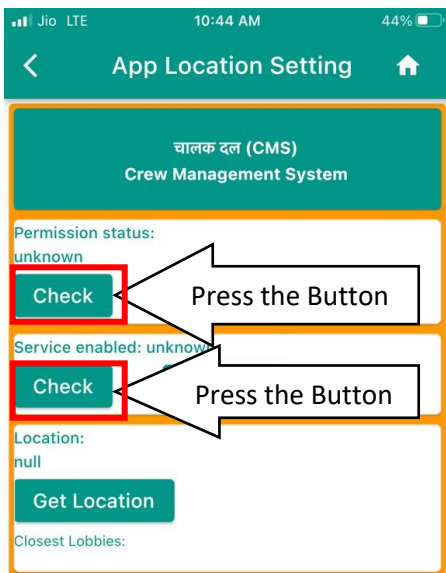 Jio LTE 10:44 AM 44%
App Location Setting
चालक दल (CMS)
Crew Management System
Permission status:
unknown
Check
Press the Button
Service enabled: unknown
Check
Press the Button
Location:
null
Get Location
Closest Lobbies: